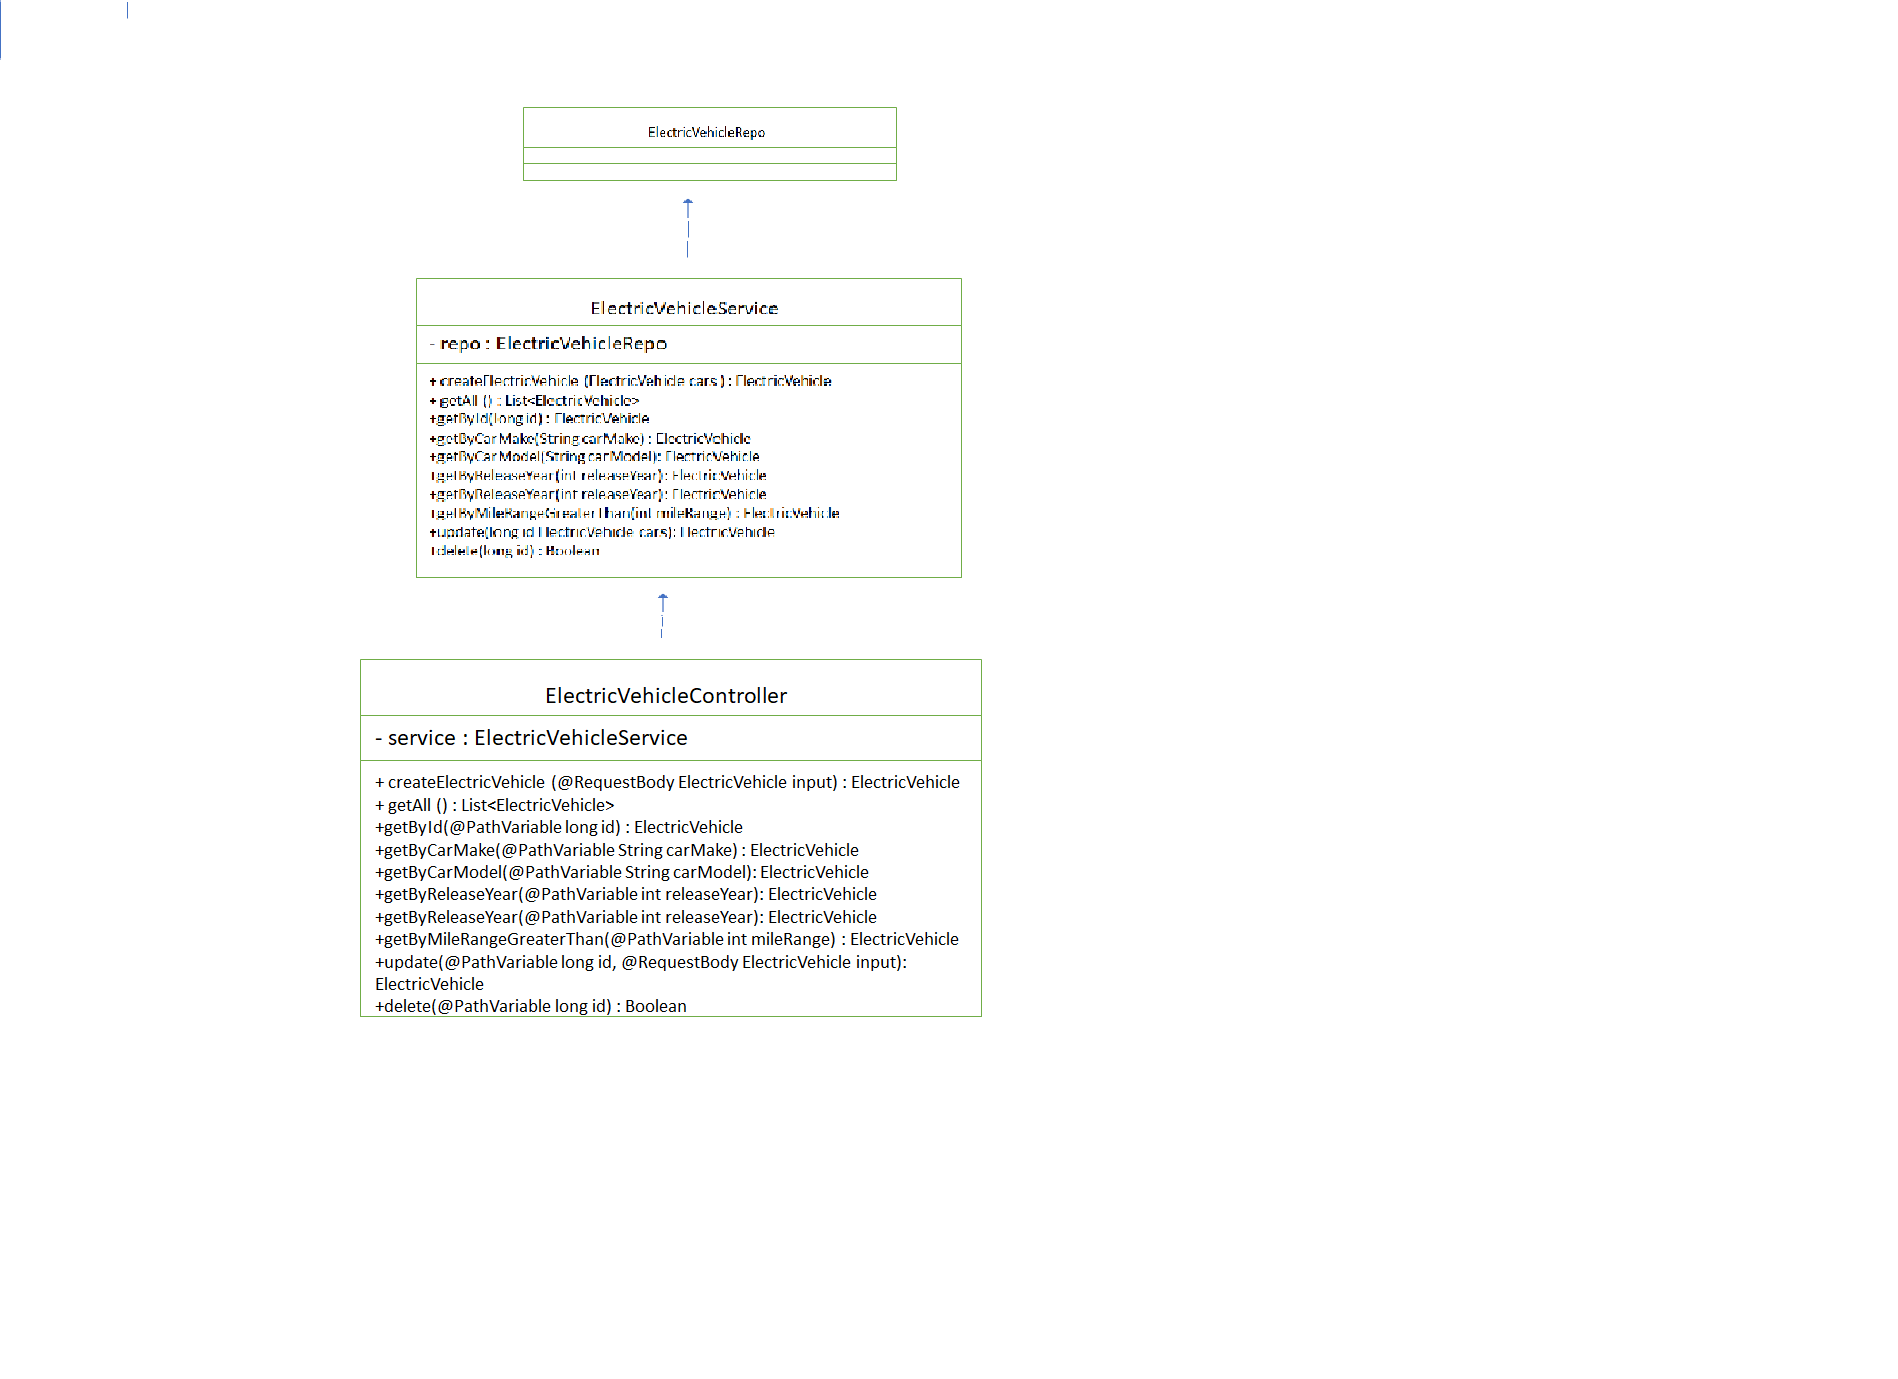 ElectricVehicleRepo
ElectricVehicleService
- repo : ElectricVehicleRepo
+ createElectricVehicle (ElectricVehicle cars ) : ElectricVehicle
+ getAll () : List<ElectricVehicle>
+getById(long id) : ElectricVehicle
+getByCarMake(String carMake) : ElectricVehicle
+getByCarModel(String carModel): ElectricVehicle
+getByReleaseYear(int releaseYear): ElectricVehicle
+getByReleaseYear(int releaseYear): ElectricVehicle
+getByMileRangeGreaterThan(int mileRange) : ElectricVehicle
+update(long id ElectricVehicle cars): ElectricVehicle
+delete(long id) : Boolean
ElectricVehicleController
- service : ElectricVehicleService
+ createElectricVehicle (@RequestBody ElectricVehicle input) : ElectricVehicle
+ getAll () : List<ElectricVehicle>
+getById(@PathVariable long id) : ElectricVehicle
+getByCarMake(@PathVariable String carMake) : ElectricVehicle
+getByCarModel(@PathVariable String carModel): ElectricVehicle
+getByReleaseYear(@PathVariable int releaseYear): ElectricVehicle
+getByReleaseYear(@PathVariable int releaseYear): ElectricVehicle
+getByMileRangeGreaterThan(@PathVariable int mileRange) : ElectricVehicle
+update(@PathVariable long id, @RequestBody ElectricVehicle input):
ElectricVehicle
+delete(@PathVariable long id) : Boolean